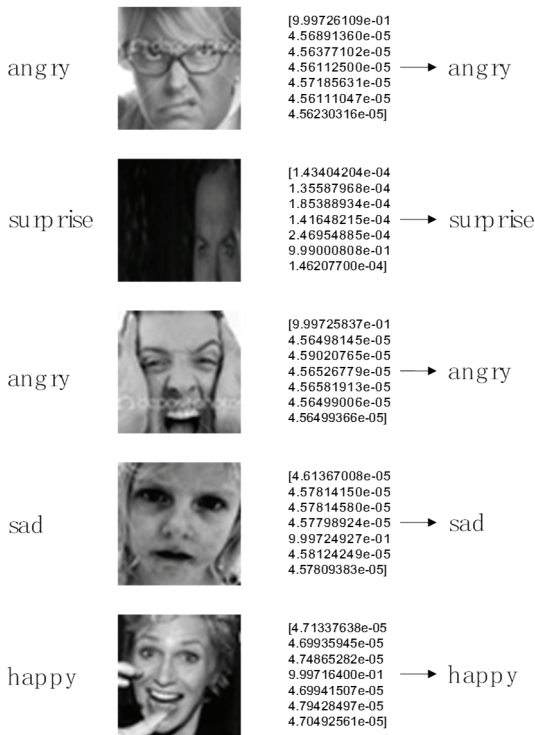 [9.99726109e-01
4.56891360e-05
4.56377102e-05
angry
4.56112500e-05
angry
4.57185631e-05
4.56111047e-05
4.56230316e-05]
[1.43404204e-04
1.35587968e-04
1.85388934e-04
surprise
1.41648215e-04
surprise
2.46954885e-04
9.99000808e-01
1.46207700e-04]
[9.99725837e-01
4.56498145e-05
4.59020765e-05
angry
4.56526779e-05
angry
4.56581913e-05
4.56499006e-05
4.56499366e-05]
[4.61367008e-05
4.57814150e-05
4.57814580e-05
sad
4.57798924e-05
sad
9.99724927e-01
4.58124249e-05
4.57809383e-05]
[4.71337638e-05
4.69935945e-05
4.74865282e-05
happy
9.99716400e-01
happy
4.69941507e-05
4.79428497e-05
4.70492561e-05]